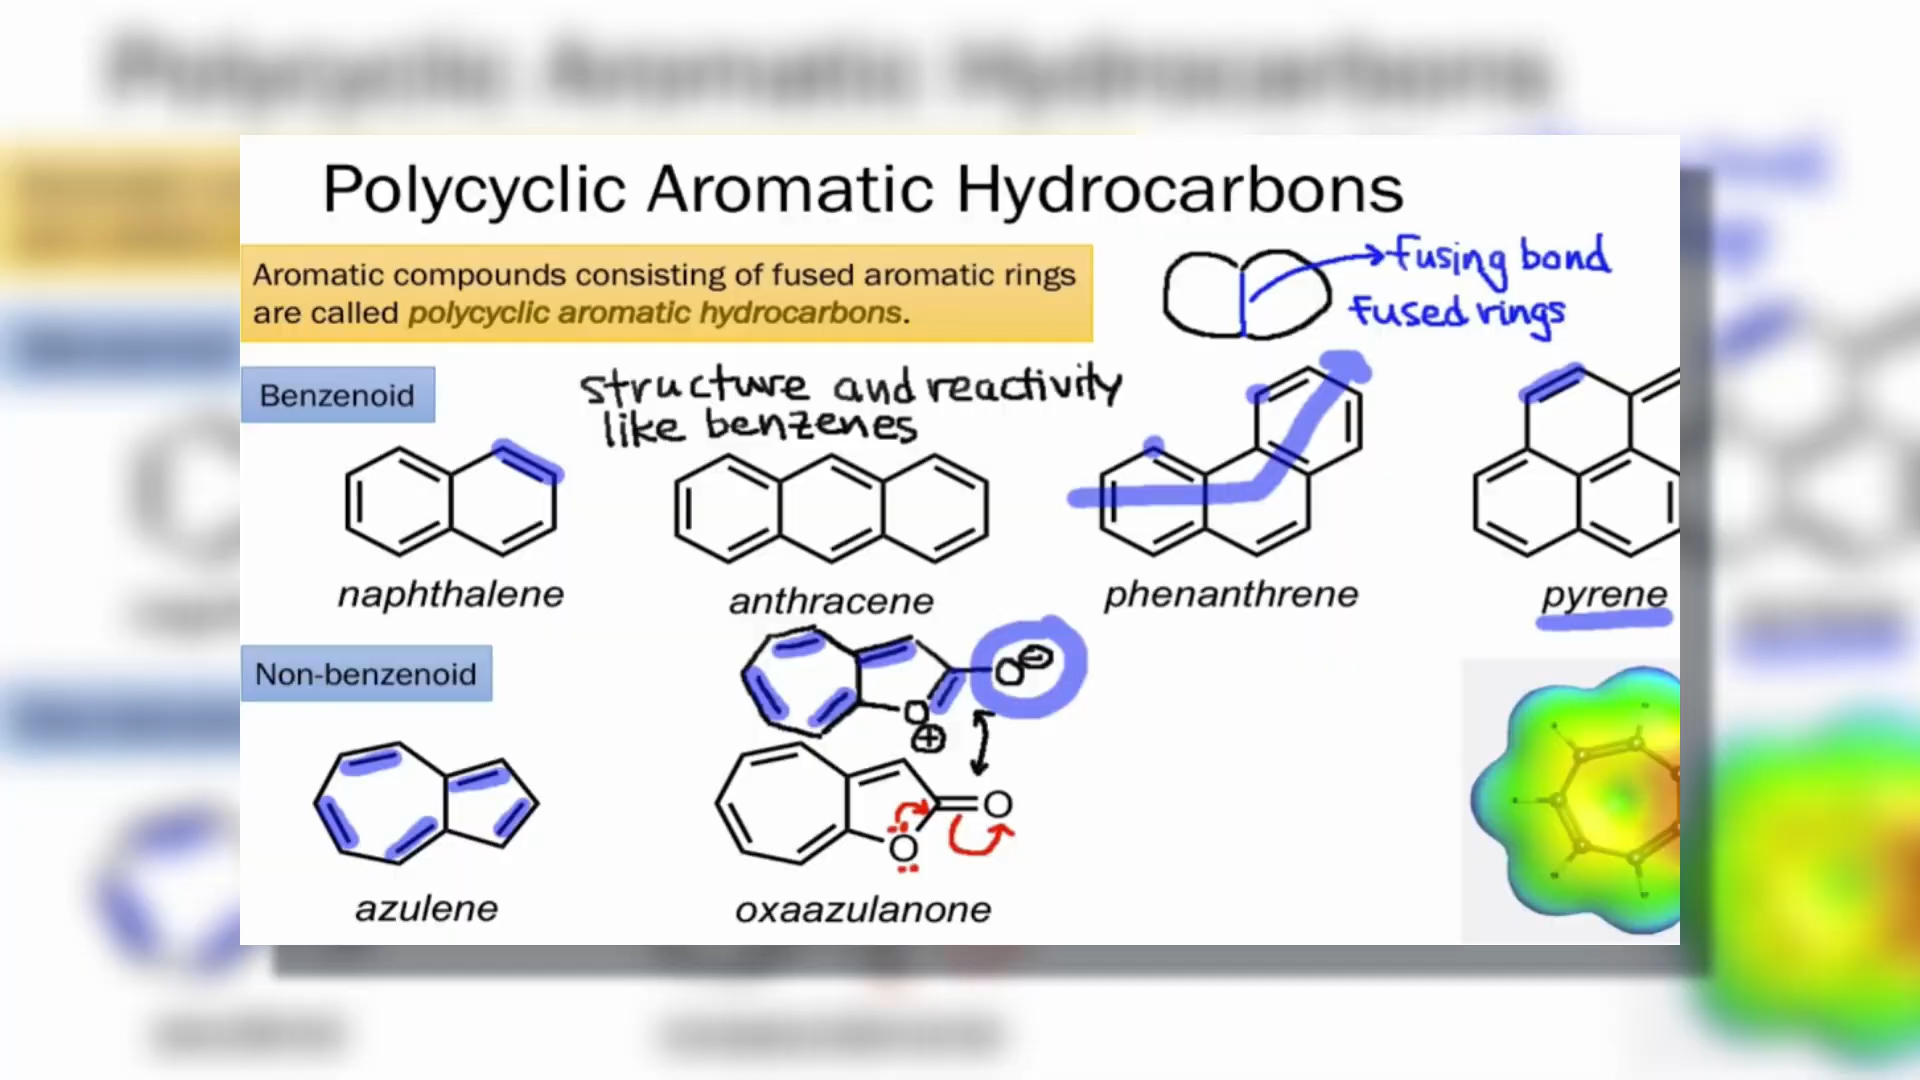 Polycyclic Aromatic Hydrocarbons
Aromatic compounds consisting of fused aromatic rings
are called polycyclic aromatic hydrocarbons.
fusing bond
fused rings
Benzenoid
structure and reactivity
like benzenes
naphthalene
anthracene
phenanthrene
pyrene
Non-benzenoid
O⊖
O
⊕
O
O
azulene
oxaazulanone